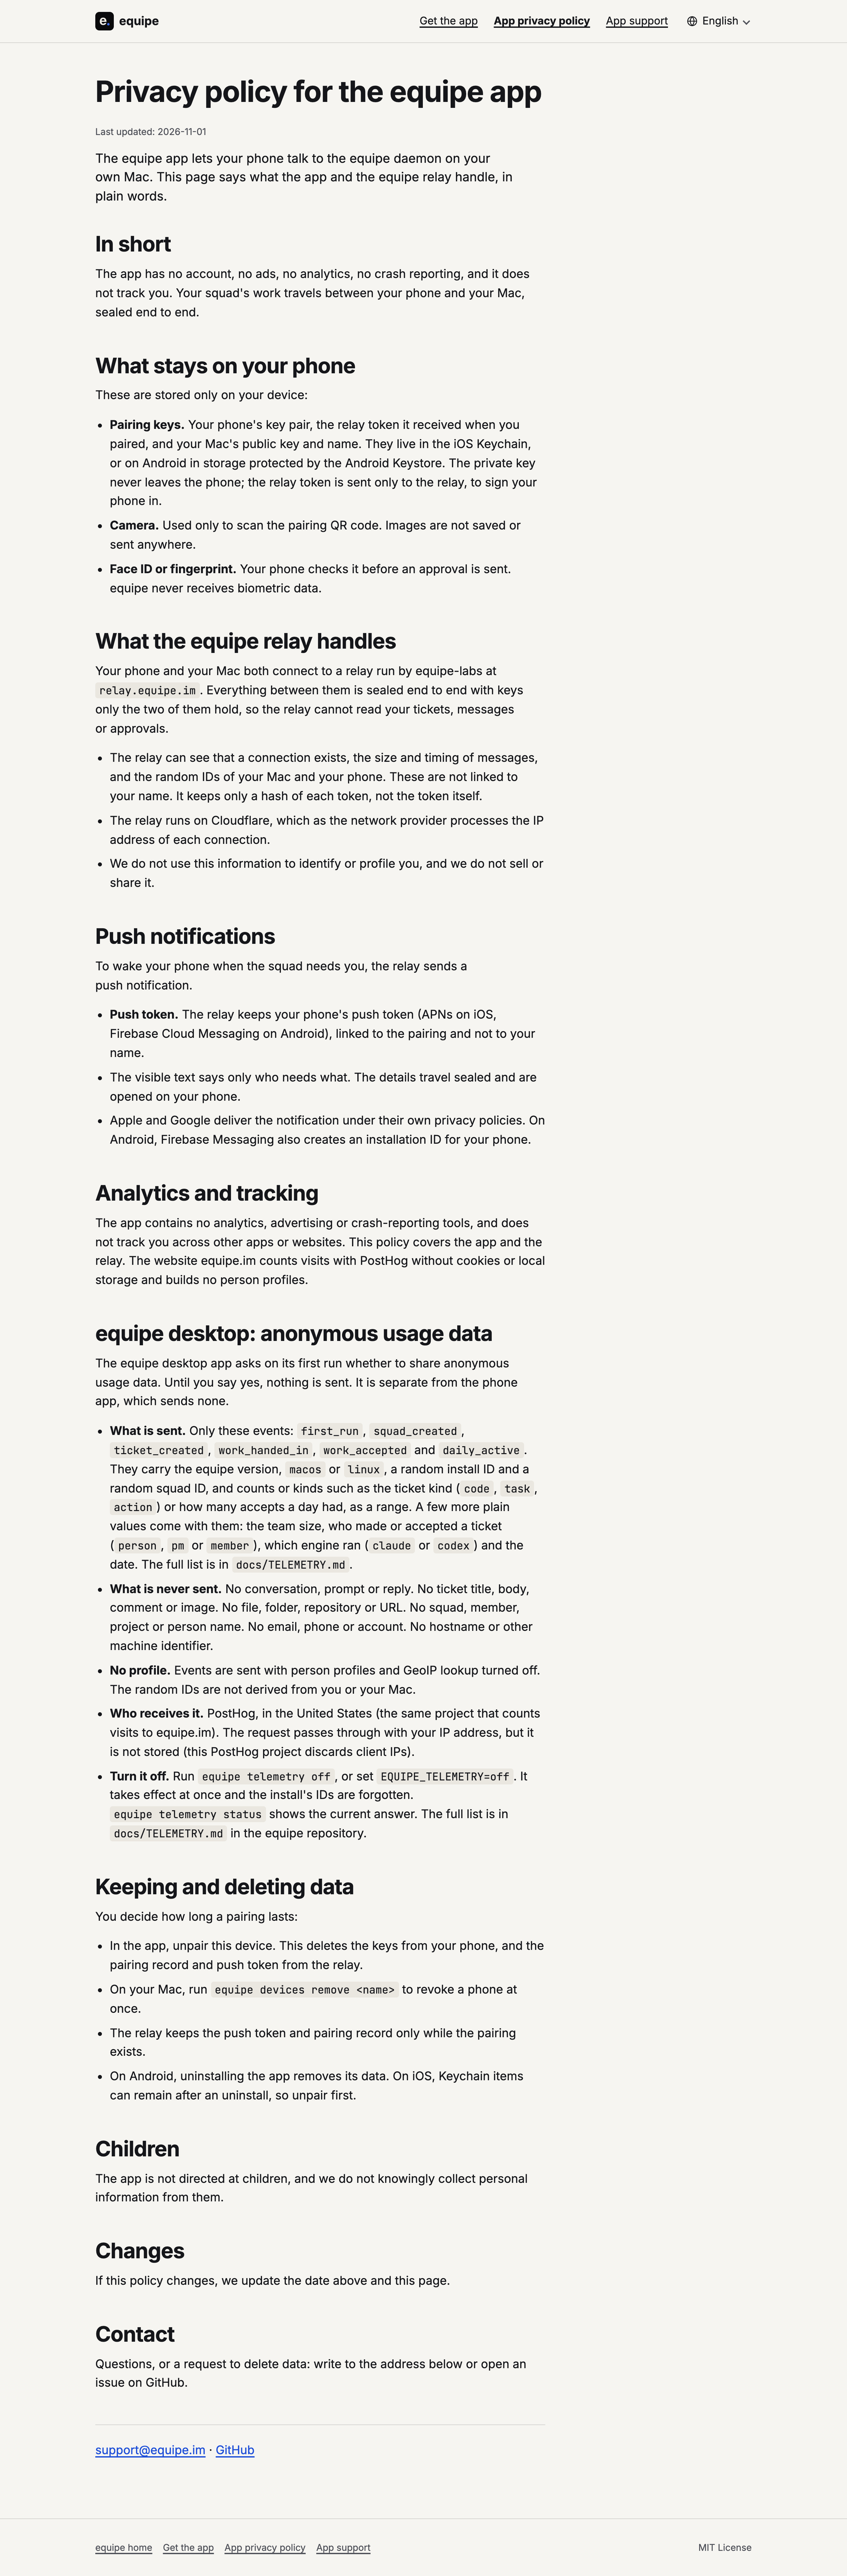 e. equipe
Get the app App privacy policy App support English
Privacy policy for the equipe app
Last updated: 2026-11-01
The equipe app lets your phone talk to the equipe daemon on your
own Mac. This page says what the app and the equipe relay handle, in
plain words.
In short
The app has no account, no ads, no analytics, no crash reporting, and it does
not track you. Your squad's work travels between your phone and your Mac,
sealed end to end.
What stays on your phone
These are stored only on your device:
• Pairing keys. Your phone's key pair, the relay token it received when you
paired, and your Mac's public key and name. They live in the iOS Keychain,
or on Android in storage protected by the Android Keystore. The private key
never leaves the phone; the relay token is sent only to the relay, to sign your
phone in.
• Camera. Used only to scan the pairing QR code. Images are not saved or
sent anywhere.
• Face ID or fingerprint. Your phone checks it before an approval is sent.
equipe never receives biometric data.
What the equipe relay handles
Your phone and your Mac both connect to a relay run by equipe-labs at
relay.equipe.im. Everything between them is sealed end to end with keys
only the two of them hold, so the relay cannot read your tickets, messages
or approvals.
• The relay can see that a connection exists, the size and timing of messages,
and the random IDs of your Mac and your phone. These are not linked to
your name. It keeps only a hash of each token, not the token itself.
• The relay runs on Cloudflare, which as the network provider processes the IP
address of each connection.
• We do not use this information to identify or profile you, and we do not sell or
share it.
Push notifications
To wake your phone when the squad needs you, the relay sends a
push notification.
• Push token. The relay keeps your phone's push token (APNs on iOS,
Firebase Cloud Messaging on Android), linked to the pairing and not to your
name.
• The visible text says only who needs what. The details travel sealed and are
opened on your phone.
• Apple and Google deliver the notification under their own privacy policies. On
Android, Firebase Messaging also creates an installation ID for your phone.
Analytics and tracking
The app contains no analytics, advertising or crash-reporting tools, and does
not track you across other apps or websites. This policy covers the app and the
relay. The website equipe.im counts visits with PostHog without cookies or local
storage and builds no person profiles.
equipe desktop: anonymous usage data
The equipe desktop app asks on its first run whether to share anonymous
usage data. Until you say yes, nothing is sent. It is separate from the phone
app, which sends none.
• What is sent. Only these events: first_run, squad_created,
ticket_created, work_handed_in, work_accepted and daily_active.
They carry the equipe version, macos or linux, a random install ID and a
random squad ID, and counts or kinds such as the ticket kind (code, task,
action) or how many accepts a day had, as a range. A few more plain
values come with them: the team size, who made or accepted a ticket
(person, pm or member), which engine ran (claude or codex) and the
date. The full list is in docs/TELEMETRY.md.
• What is never sent. No conversation, prompt or reply. No ticket title, body,
comment or image. No file, folder, repository or URL. No squad, member,
project or person name. No email, phone or account. No hostname or other
machine identifier.
• No profile. Events are sent with person profiles and GeoIP lookup turned off.
The random IDs are not derived from you or your Mac.
• Who receives it. PostHog, in the United States (the same project that counts
visits to equipe.im). The request passes through with your IP address, but it
is not stored (this PostHog project discards client IPs).
• Turn it off. Run equipe telemetry off, or set EQUIPE_TELEMETRY=off. It
takes effect at once and the install's IDs are forgotten.
equipe telemetry status shows the current answer. The full list is in
docs/TELEMETRY.md in the equipe repository.
Keeping and deleting data
You decide how long a pairing lasts:
• In the app, unpair this device. This deletes the keys from your phone, and the
pairing record and push token from the relay.
• On your Mac, run equipe devices remove <name> to revoke a phone at
once.
• The relay keeps the push token and pairing record only while the pairing
exists.
• On Android, uninstalling the app removes its data. On iOS, Keychain items
can remain after an uninstall, so unpair first.
Children
The app is not directed at children, and we do not knowingly collect personal
information from them.
Changes
If this policy changes, we update the date above and this page.
Contact
Questions, or a request to delete data: write to the address below or open an
issue on GitHub.
support@equipe.im · GitHub
equipe home Get the app App privacy policy App support MIT License